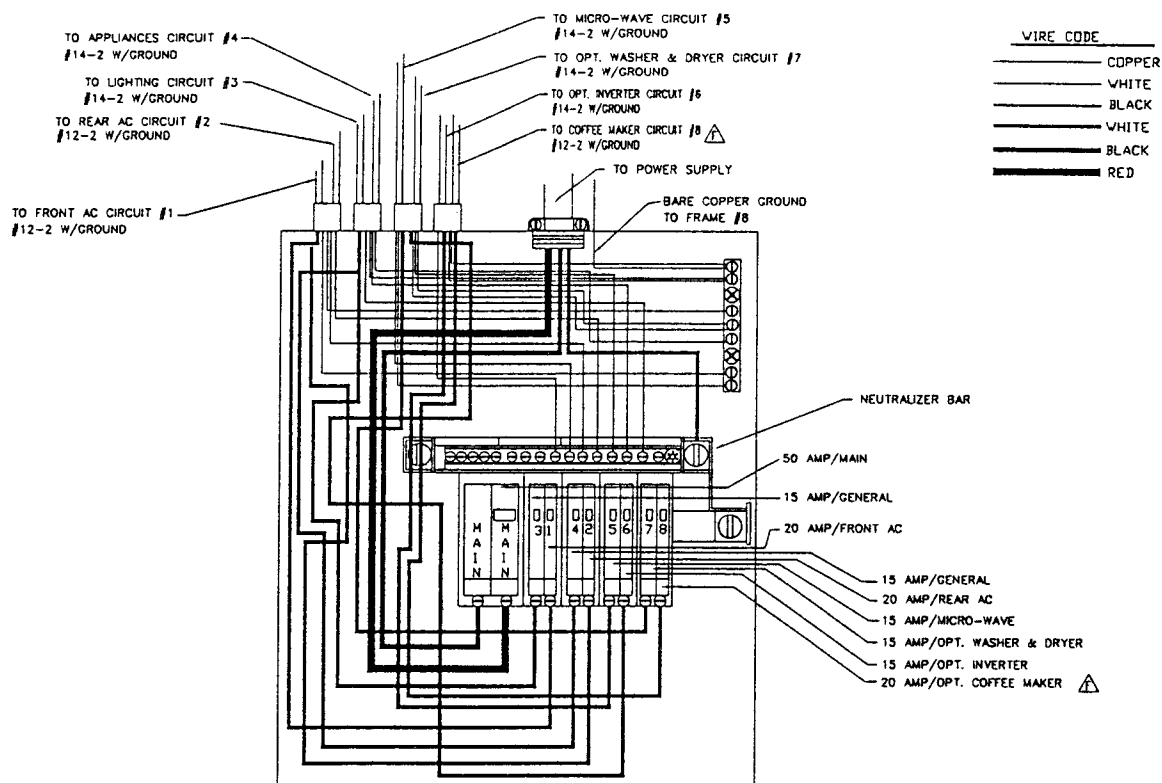 TO MICRO-WAVE CIRCUIT #5
#14-2 W/GROUND
TO APPLIANCES CIRCUIT #4
#14-2 W/GROUND
TO OPT. WASHER & DRYER CIRCUIT #7
#14-2 W/GROUND
TO LIGHTING CIRCUIT #3
#14-2 W/GROUND
TO OPT. INVERTER CIRCUIT #6
#14-2 W/GROUND
TO REAR AC CIRCUIT #2
#12-2 W/GROUND
TO COFFEE MAKER CIRCUIT #8 F
#12-2 W/GROUND
TO POWER SUPPLY
TO FRONT AC CIRCUIT #1
#12-2 W/GROUND
BARE COPPER GROUND
TO FRAME #8
WIRE CODE
COPPER
WHITE
BLACK
WHITE
BLACK
RED
NEUTRALIZER BAR
50 AMP/MAIN
15 AMP/GENERAL
20 AMP/FRONT AC
15 AMP/GENERAL
20 AMP/REAR AC
15 AMP/MICRO-WAVE
15 AMP/OPT. WASHER & DRYER
15 AMP/OPT. INVERTER
20 AMP/OPT. COFFEE MAKER F
MAIN
MAIN
3 1 4 2 5 6 7 8